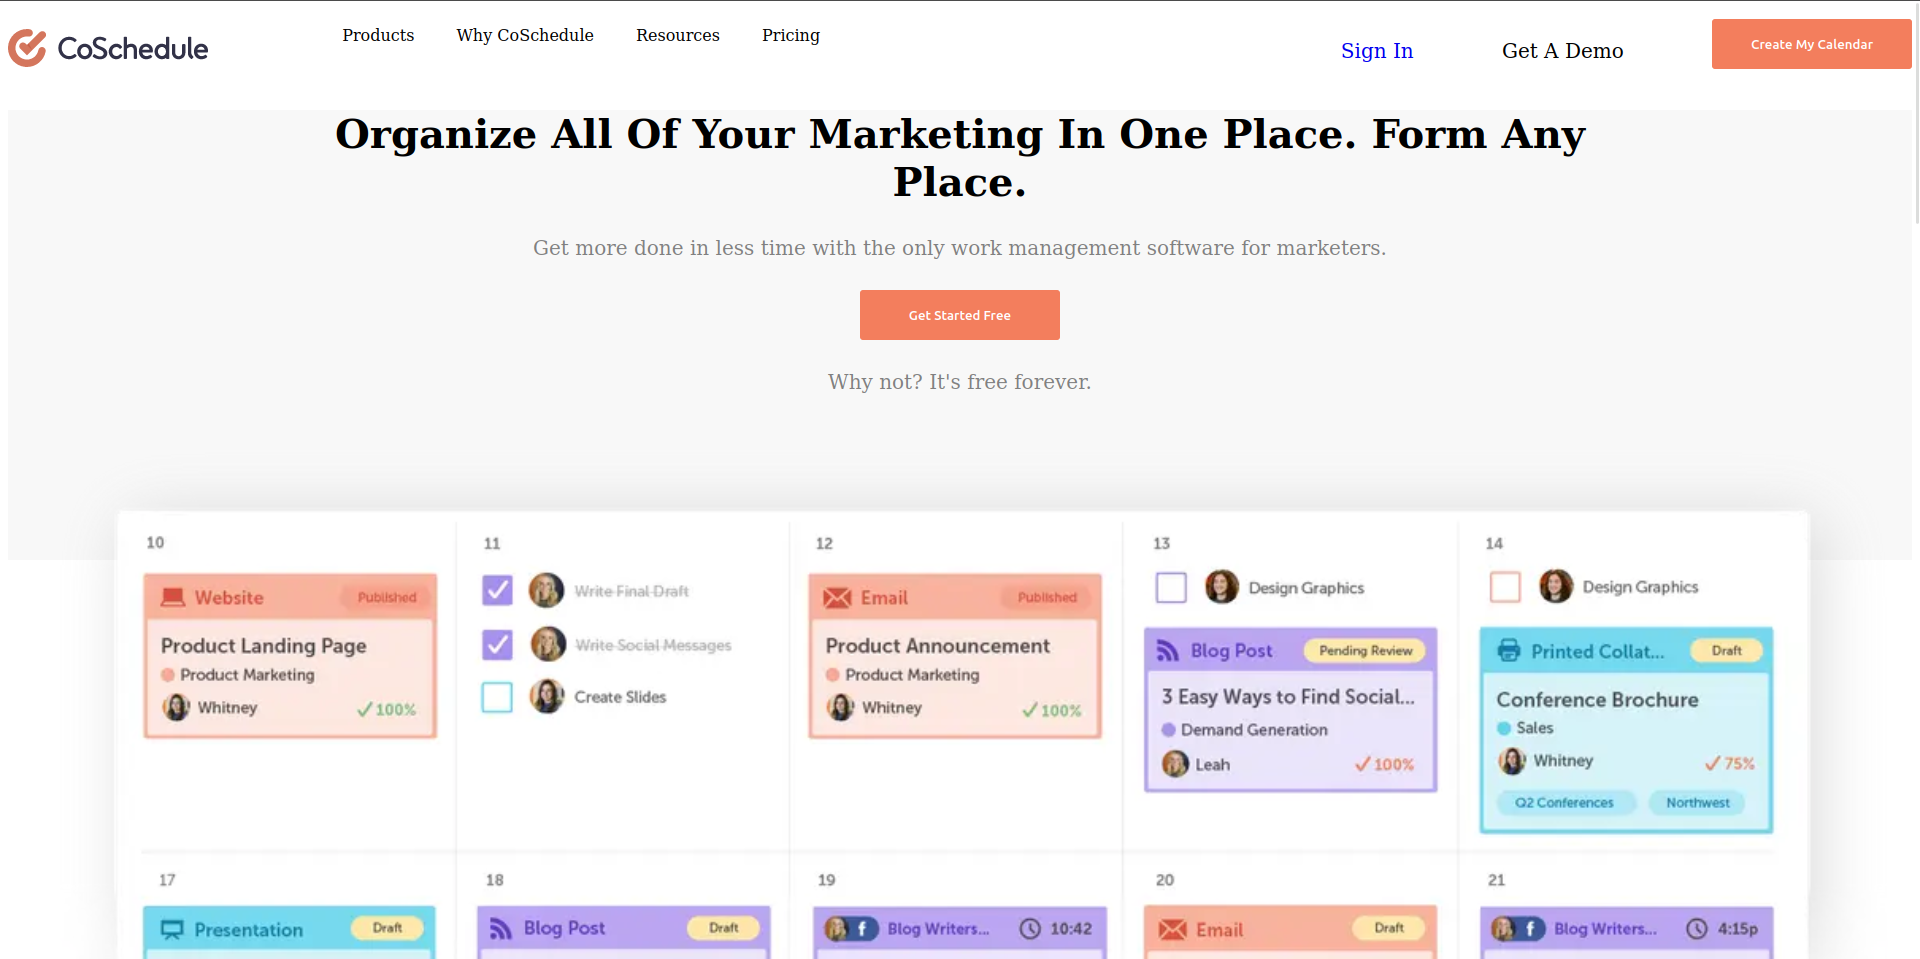 CoSchedule
Products Why CoSchedule Resources Pricing
Sign In Get A Demo Create My Calendar
Organize All Of Your Marketing In One Place. Form Any
Place.
Get more done in less time with the only work management software for marketers.
Get Started Free
Why not? It's free forever.
10
Website Published
Product Landing Page
Product Marketing
Whitney 100%
11
Write Final Draft
Write Social Messages
Create Slides
12
Email Published
Product Announcement
Product Marketing
Whitney 100%
13
Design Graphics
Blog Post Pending Review
3 Easy Ways to Find Social...
Demand Generation
Leah 100%
14
Design Graphics
Printed Collat... Draft
Conference Brochure
Sales
Whitney 75%
Q2 Conferences Northwest
17
Presentation Draft
18
Blog Post Draft
19
f Blog Writers... 10:42
20
Email Draft
21
f Blog Writers... 4:15p